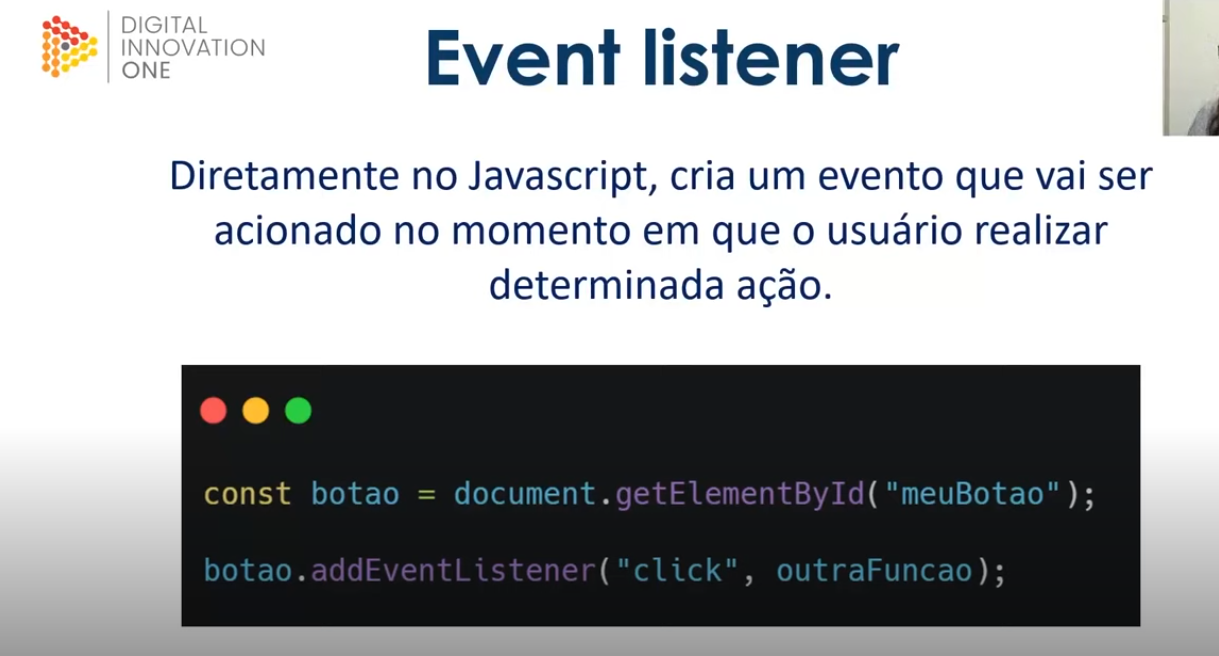 DIGITAL
INNOVATION
ONE
Event listener
Diretamente no Javascript, cria um evento que vai ser
acionado no momento em que o usuário realizar
determinada ação.
const botao = document.getElementById("meuBotao");
botao.addEventListener("click", outraFuncao);